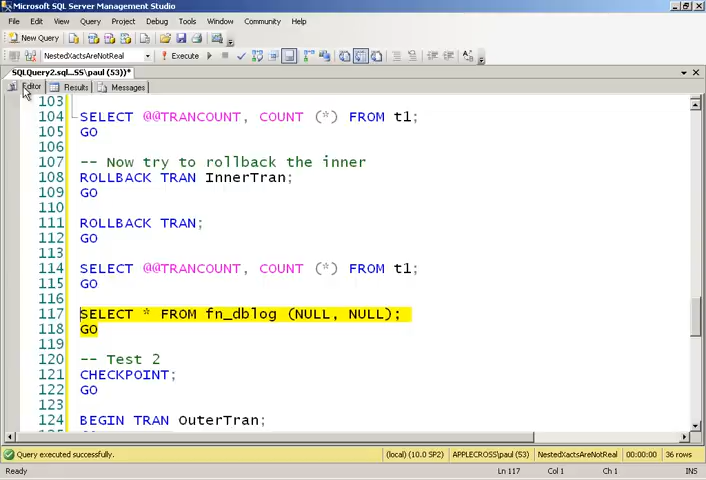 Microsoft SQL Server Management Studio
File Edit View Query Project Debug Tools Window Community Help
New Query
NestedXactsAreNotReal Execute
SQLQuery2.sql...SS\paul (53))*
Editor Results Messages
103
104 SELECT @@TRANCOUNT, COUNT (*) FROM t1;
105 GO
106
107 -- Now try to rollback the inner
108 ROLLBACK TRAN InnerTran;
109 GO
110
111 ROLLBACK TRAN;
112 GO
113
114 SELECT @@TRANCOUNT, COUNT (*) FROM t1;
115 GO
116
117 SELECT * FROM fn_dblog (NULL, NULL);
118 GO
119
120 -- Test 2
121 CHECKPOINT;
122 GO
123
124 BEGIN TRAN OuterTran;
Query executed successfully. (local) (10.0 SP2) APPLECROSS\paul (53) NestedXactsAreNotReal 00:00:00 36 rows
Ready Ln 117 Col 1 Ch 1 INS